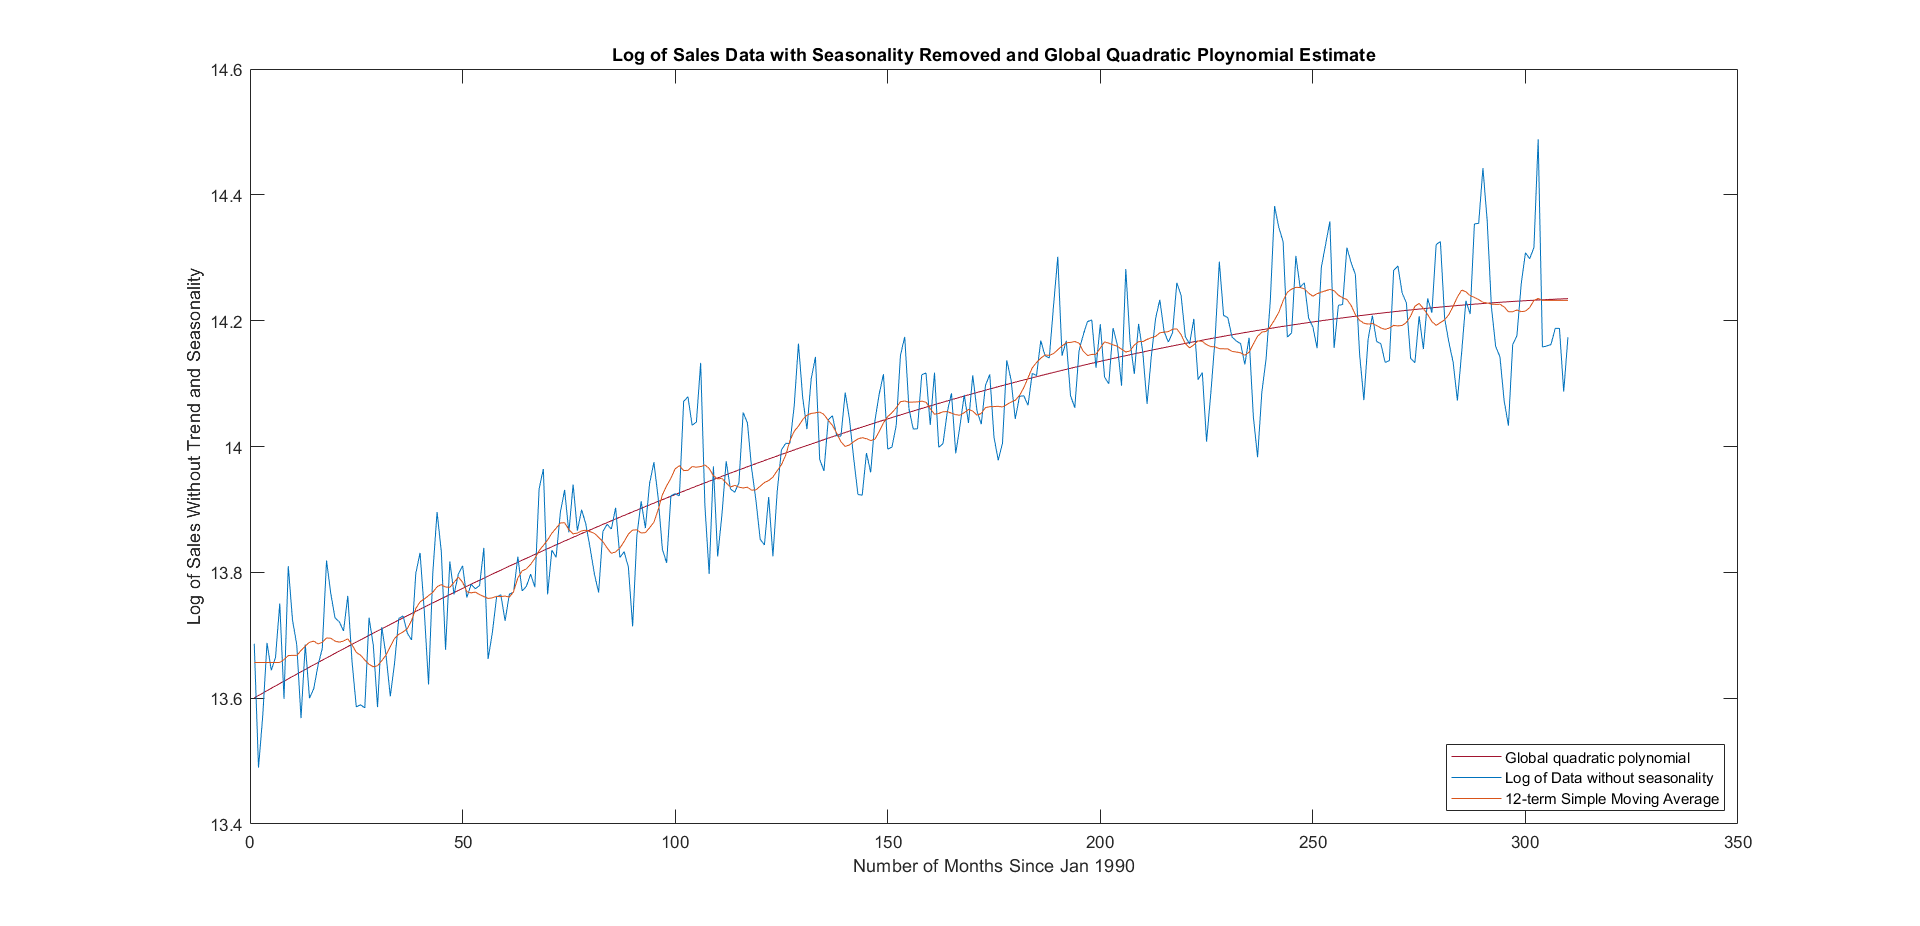 Log of Sales Data with Seasonality Removed and Global Quadratic Ploynomial Estimate
14.6
14.4
14.2
14
13.8
13.6
13.4
Log of Sales Without Trend and Seasonality
Global quadratic polynomial
Log of Data without seasonality
12-term Simple Moving Average
0 50 100 150 200 250 300 350
Number of Months Since Jan 1990